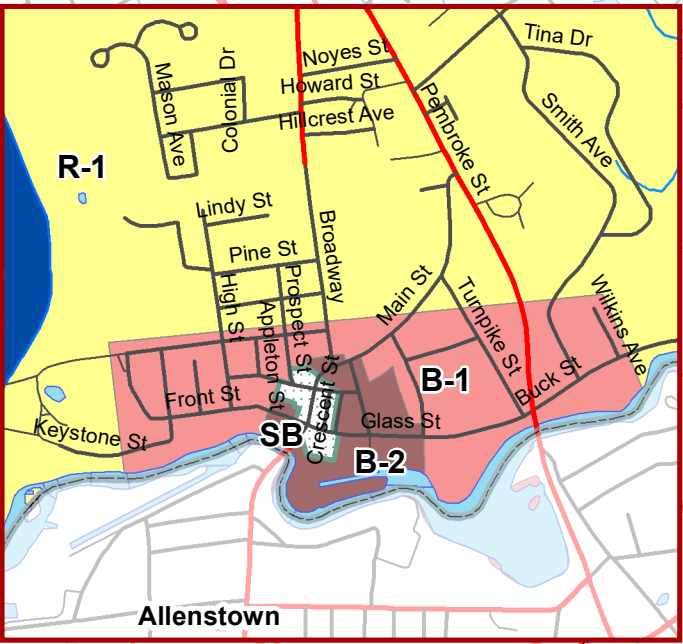 Tina Dr
Noyes St
Howard St
Hillcrest Ave
Mason Ave
Colonial Dr
Pembroke St
Smith Ave
R-1
Lindy St
Broadway
Pine St
High St
Prospect St
Appleton St
Main St
Turnpike St
Wilkins Ave
Crescent St
B-1
Buck St
Front St
Glass St
Keystone St
SB
B-2
Allenstown